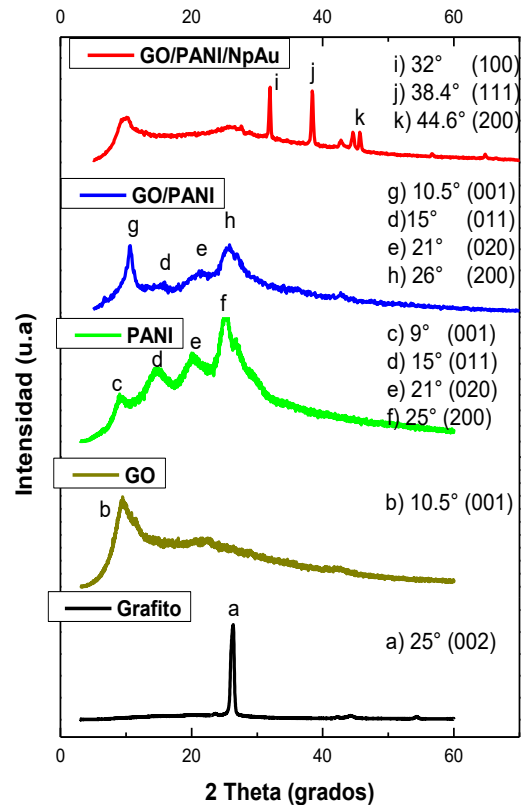 0 20 40 60
GO/PANI/NpAu
i
j
k
i) 32° (100)
j) 38.4° (111)
k) 44.6° (200)
GO/PANI
g
d
e
h
g) 10.5° (001)
d)15° (011)
e) 21° (020)
h) 26° (200)
PANI
c
d
e
f
c) 9° (001)
d) 15° (011)
e) 21° (020)
f) 25° (200)
GO
b
b) 10.5° (001)
Grafito
a
a) 25° (002)
0 20 40 60
2 Theta (grados)
Intensidad (u.a)